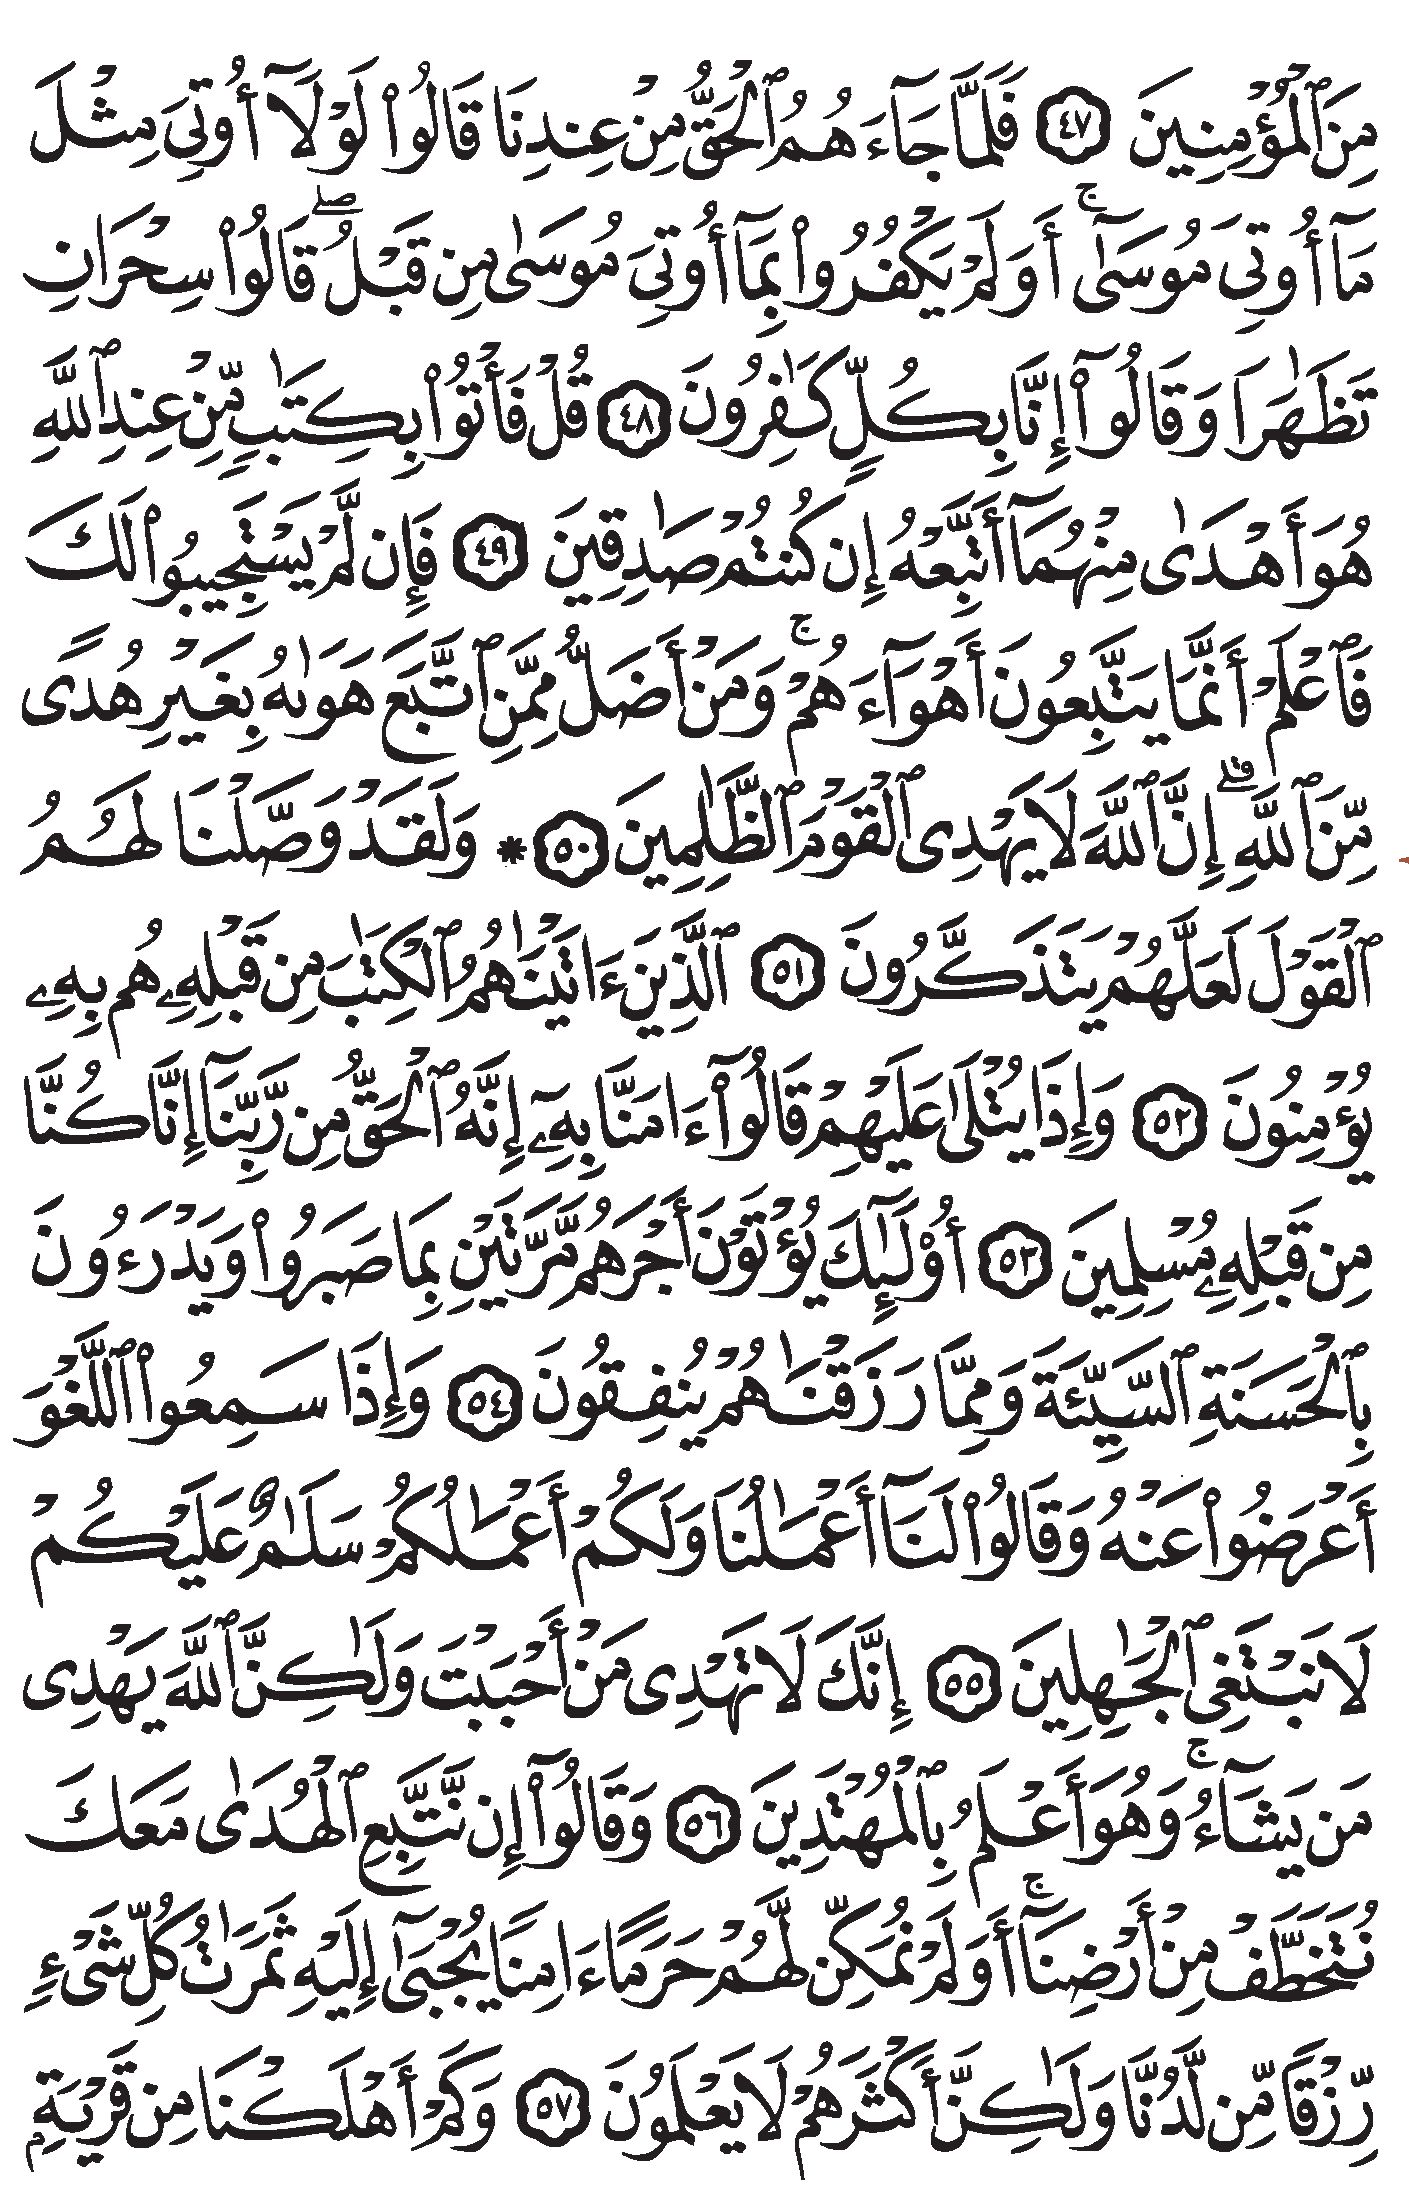 مِنَ ٱلْمُؤْمِنِينَ ٤٧ فَلَمَّا جَآءَهُمُ ٱلْحَقُّ مِنْ عِندِنَا قَالُوا۟ لَوْلَآ أُوتِىَ مِثْلَ
مَآ أُوتِىَ مُوسَىٰٓ ۚ أَوَلَمْ يَكْفُرُوا۟ بِمَآ أُوتِىَ مُوسَىٰ مِن قَبْلُ ۖ قَالُوا۟ سِحْرَانِ
تَظَـٰهَرَا وَقَالُوٓا۟ إِنَّا بِكُلٍّ كَـٰفِرُونَ ٤٨ قُلْ فَأْتُوا۟ بِكِتَـٰبٍ مِّنْ عِندِ ٱللَّهِ
هُوَ أَهْدَىٰ مِنْهُمَآ أَتَّبِعْهُ إِن كُنتُمْ صَـٰدِقِينَ ٤٩ فَإِن لَّمْ يَسْتَجِيبُوا۟ لَكَ
فَٱعْلَمْ أَنَّمَا يَتَّبِعُونَ أَهْوَآءَهُمْ ۚ وَمَنْ أَضَلُّ مِمَّنِ ٱتَّبَعَ هَوَىٰهُ بِغَيْرِ هُدًى
مِّنَ ٱللَّهِ ۗ إِنَّ ٱللَّهَ لَا يَهْدِى ٱلْقَوْمَ ٱلظَّـٰلِمِينَ ٥٠ * وَلَقَدْ وَصَّلْنَا لَهُمُ
ٱلْقَوْلَ لَعَلَّهُمْ يَتَذَكَّرُونَ ٥١ ٱلَّذِينَ ءَاتَيْنَـٰهُمُ ٱلْكِتَـٰبَ مِن قَبْلِهِۦ هُم بِهِۦ
يُؤْمِنُونَ ٥٢ وَإِذَا يُتْلَىٰ عَلَيْهِمْ قَالُوٓا۟ ءَامَنَّا بِهِۦٓ إِنَّهُ ٱلْحَقُّ مِن رَّبِّنَآ إِنَّا كُنَّا
مِن قَبْلِهِۦ مُسْلِمِينَ ٥٣ أُو۟لَـٰٓئِكَ يُؤْتَوْنَ أَجْرَهُم مَّرَّتَيْنِ بِمَا صَبَرُوا۟ وَيَدْرَءُونَ
بِٱلْحَسَنَةِ ٱلسَّيِّئَةَ وَمِمَّا رَزَقْنَـٰهُمْ يُنفِقُونَ ٥٤ وَإِذَا سَمِعُوا۟ ٱللَّغْوَ
أَعْرَضُوا۟ عَنْهُ وَقَالُوا۟ لَنَآ أَعْمَـٰلُنَا وَلَكُمْ أَعْمَـٰلُكُمْ سَلَـٰمٌ عَلَيْكُمْ
لَا نَبْتَغِى ٱلْجَـٰهِلِينَ ٥٥ إِنَّكَ لَا تَهْدِى مَنْ أَحْبَبْتَ وَلَـٰكِنَّ ٱللَّهَ يَهْدِى
مَن يَشَآءُ ۚ وَهُوَ أَعْلَمُ بِٱلْمُهْتَدِينَ ٥٦ وَقَالُوٓا۟ إِن نَّتَّبِعِ ٱلْهُدَىٰ مَعَكَ
نُتَخَطَّفْ مِنْ أَرْضِنَآ ۚ أَوَلَمْ نُمَكِّن لَّهُمْ حَرَمًا ءَامِنًا يُجْبَىٰٓ إِلَيْهِ ثَمَرَٰتُ كُلِّ شَىْءٍ
رِّزْقًا مِّن لَّدُنَّا وَلَـٰكِنَّ أَكْثَرَهُمْ لَا يَعْلَمُونَ ٥٧ وَكَمْ أَهْلَكْنَا مِن قَرْيَةٍۭ